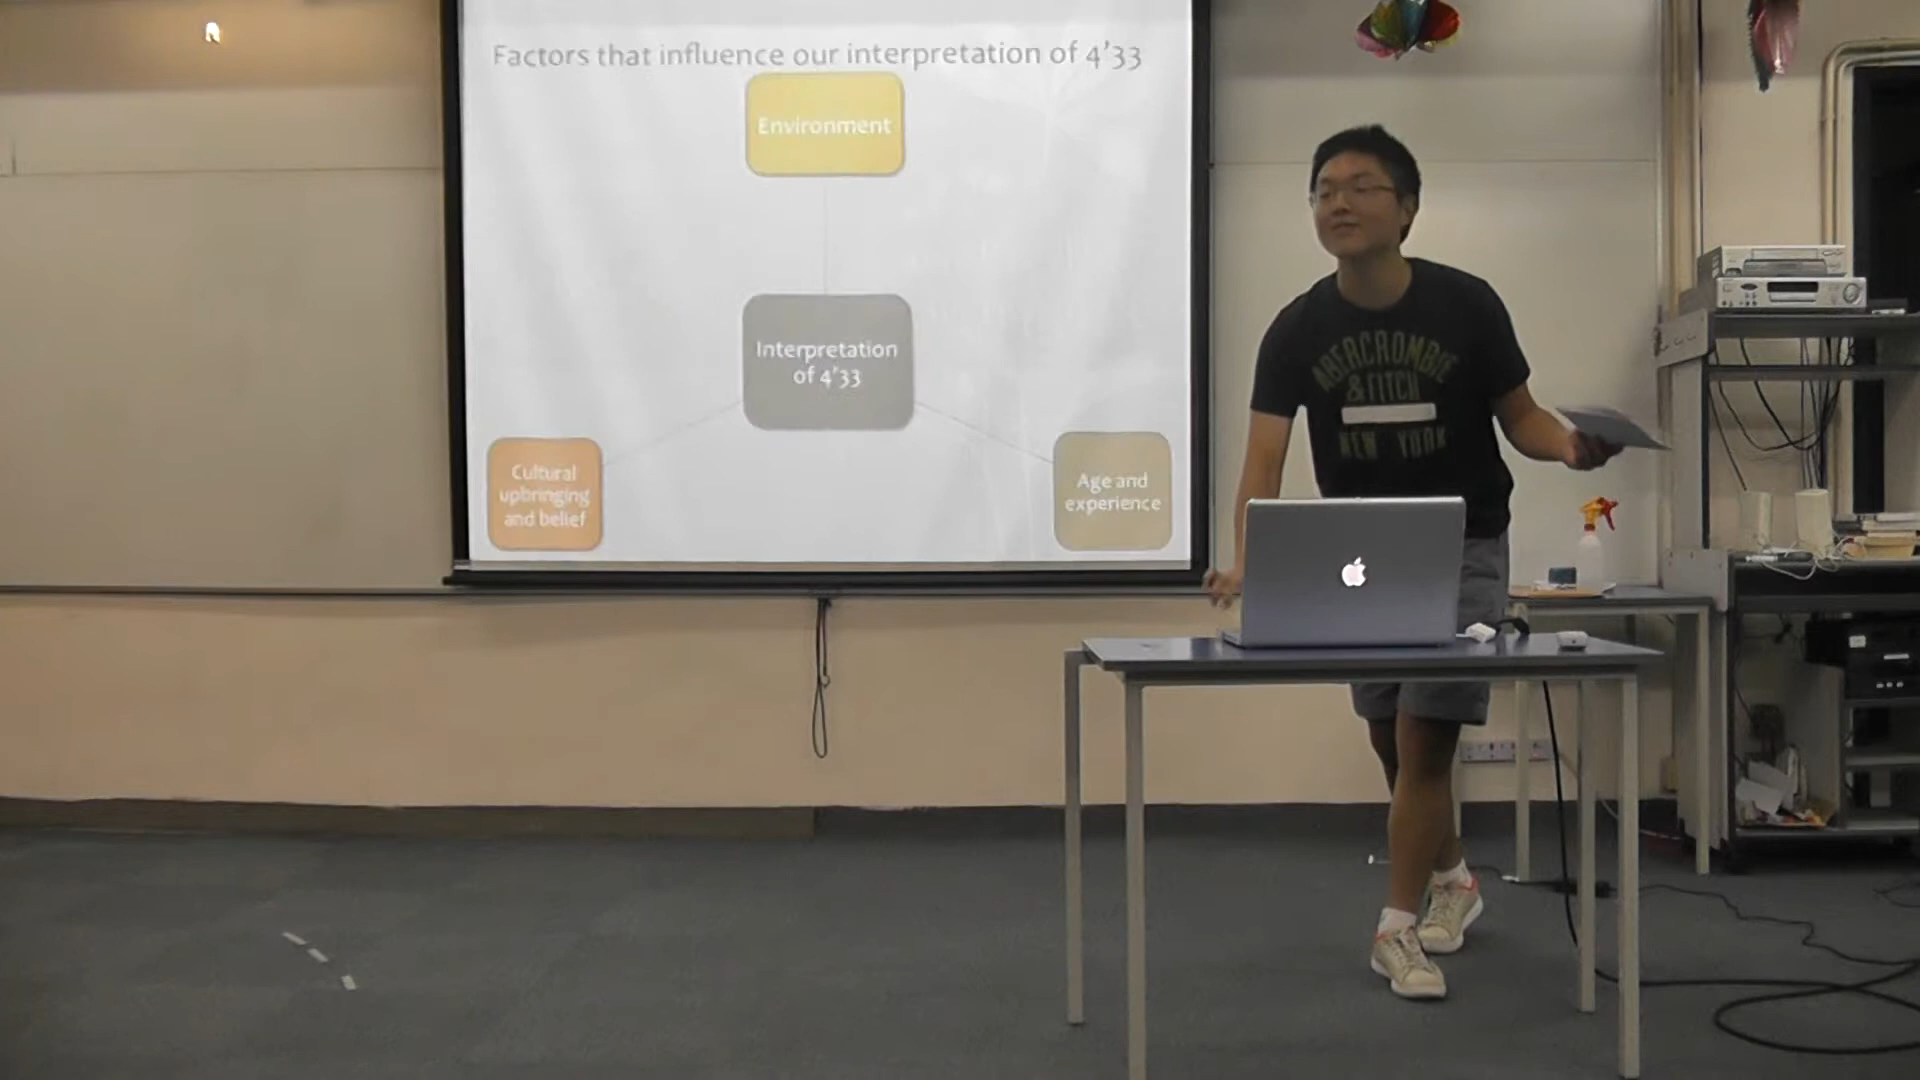 Factors that influence our interpretation of 4’33
Environment
Interpretation
of 4’33
Cultural
upbringing
and belief
Age and
experience
ABERCROMBIE
& FITCH
NEW YORK